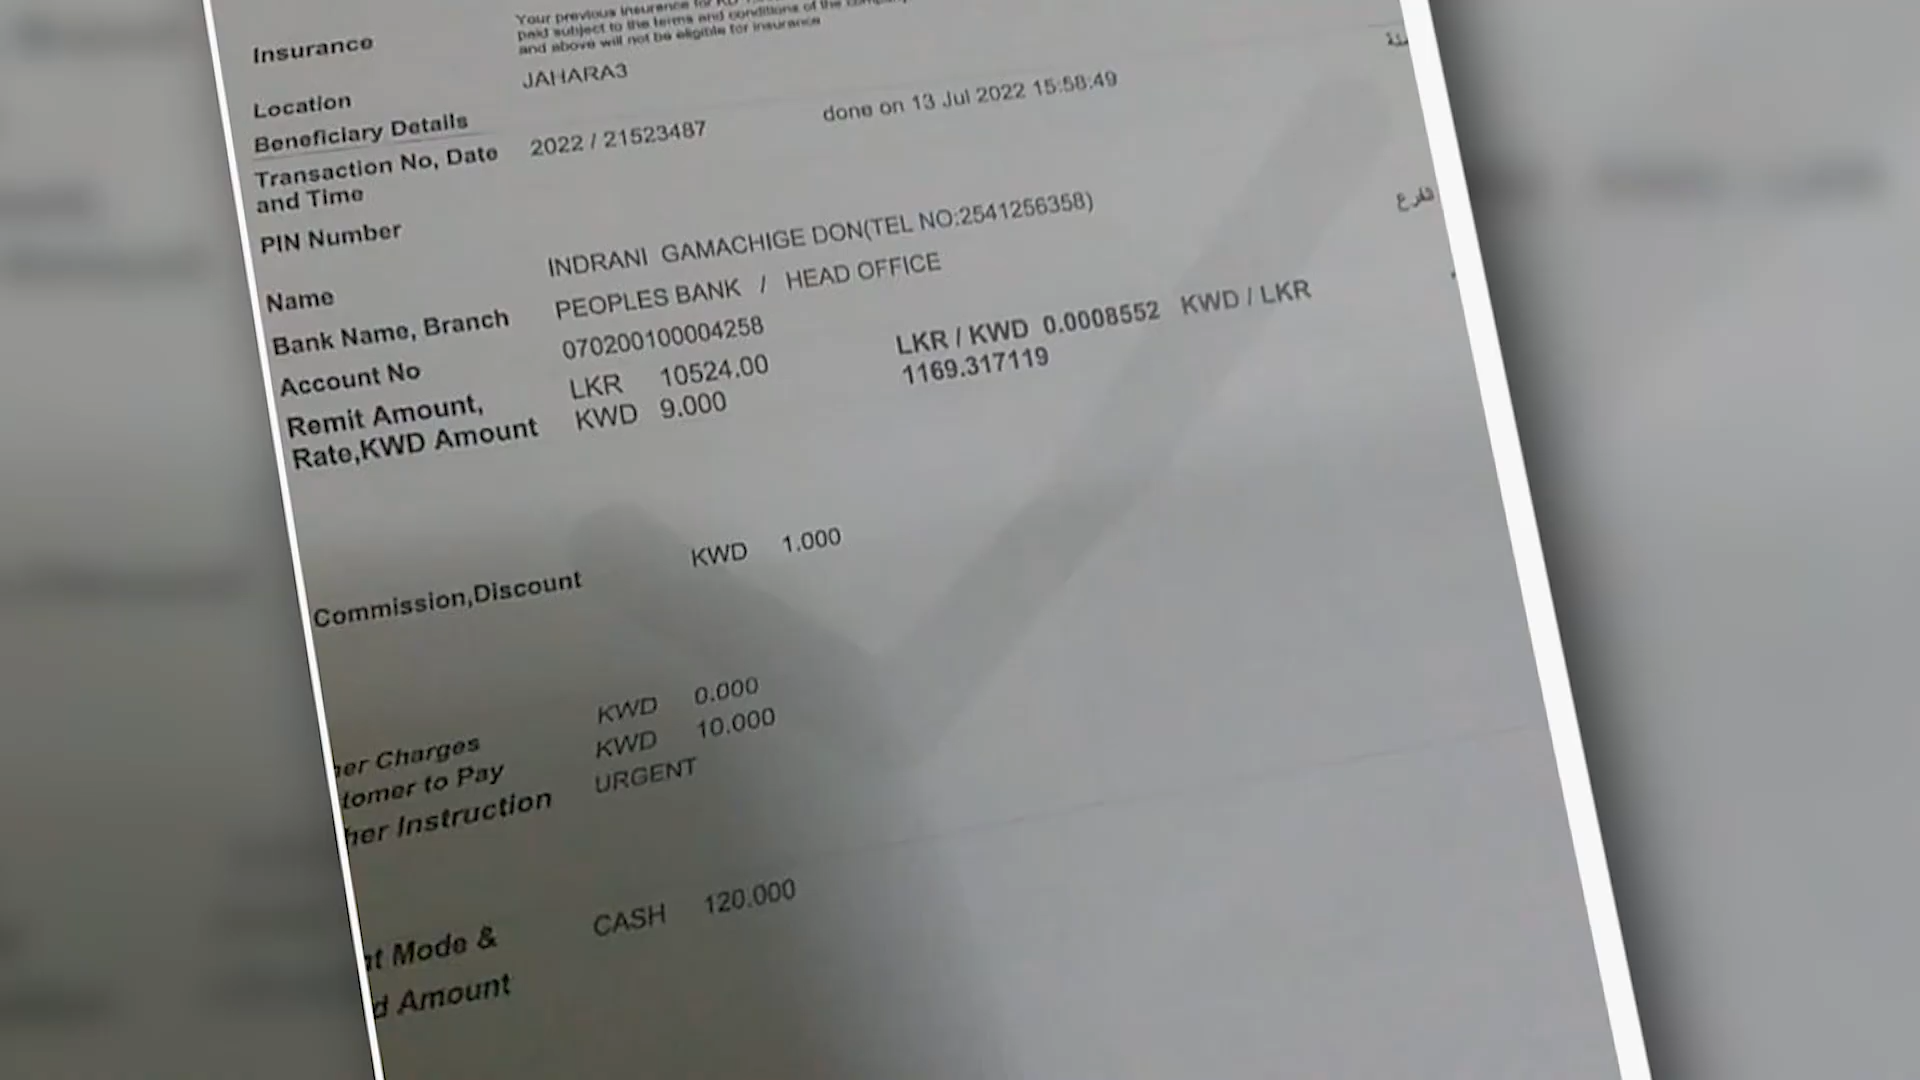 Your previous insurance for KD
Insurance paid subject to the terms and conditions of the company
and above will not be eligible for insurance
JAHARA3
Location
Beneficiary Details
Transaction No, Date 2022 / 21523487 done on 13 Jul 2022 15:58:49
and Time
PIN Number
Name INDRANI GAMACHIGE DON(TEL NO:2541256358)
Bank Name, Branch PEOPLES BANK / HEAD OFFICE
Account No 070200100004258
Remit Amount, LKR 10524.00 LKR / KWD 0.0008552 KWD / LKR
Rate,KWD Amount KWD 9.000 1169.317119
Commission,Discount KWD 1.000
er Charges KWD 0.000
tomer to Pay KWD 10.000
her Instruction URGENT
t Mode & CASH 120.000
d Amount